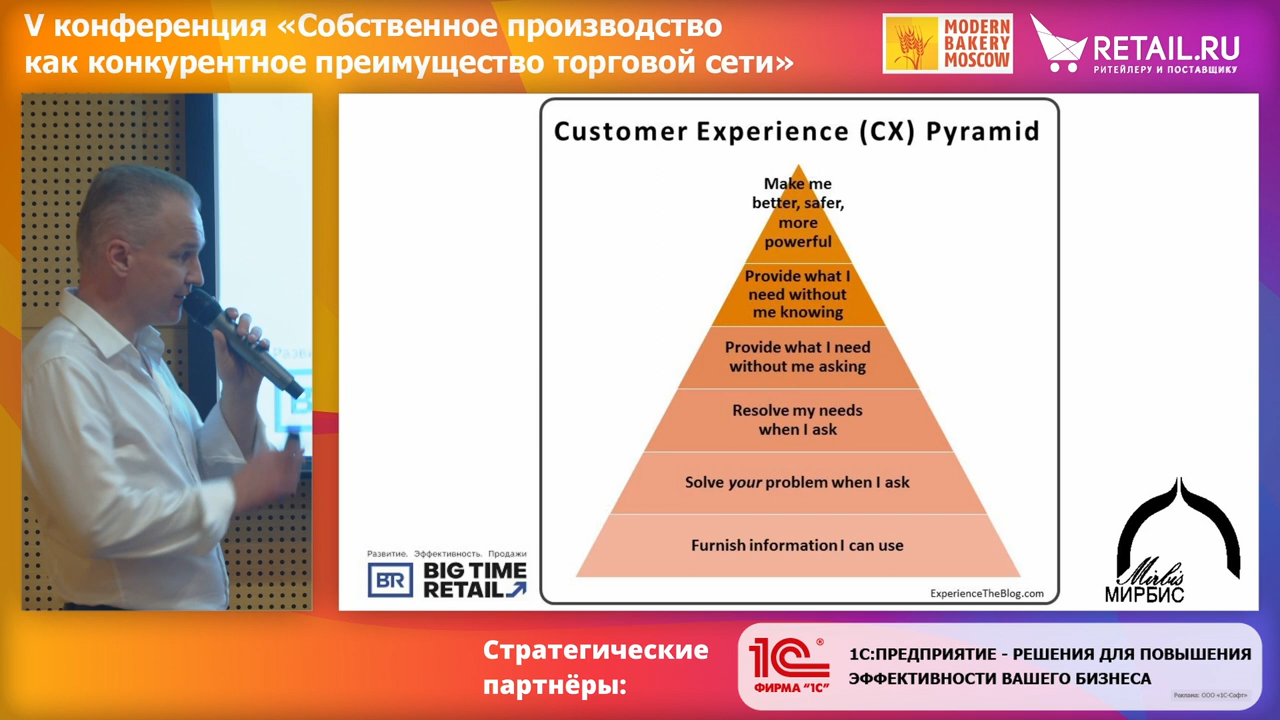 V конференция «Собственное производство
как конкурентное преимущество торговой сети»
MODERN
BAKERY
MOSCOW
RETAIL.RU
РИТЕЙЛЕРУ И ПОСТАВЩИКУ
Customer Experience (CX) Pyramid
Make me
better, safer,
more
powerful
Provide what I
need without
me knowing
Provide what I need
without me asking
Resolve my needs
when I ask
Solve your problem when I ask
Furnish information I can use
ExperienceTheBlog.com
Развитие. Эффективность. Продажи
BTR
BIG TIME
RETAIL
Mirbis
МИРБИС
Стратегические
партнёры:
1С®
ФИРМА "1С"
1С:ПРЕДПРИЯТИЕ - РЕШЕНИЯ ДЛЯ ПОВЫШЕНИЯ
ЭФФЕКТИВНОСТИ ВАШЕГО БИЗНЕСА
Реклама: ООО «1С-Софт»